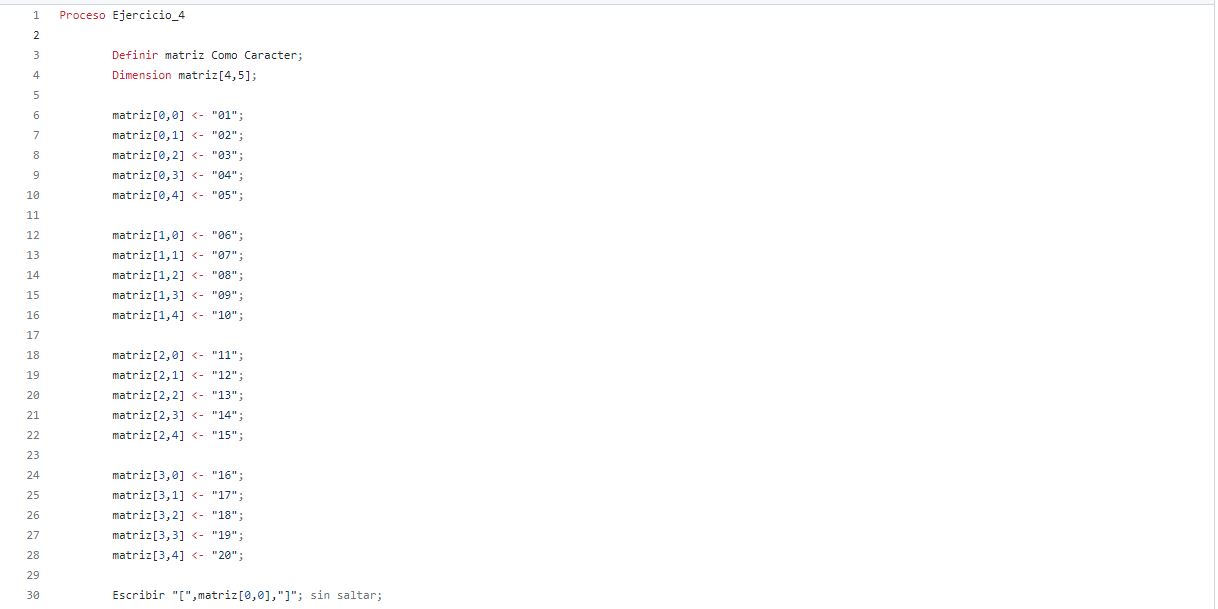 1 Proceso Ejercicio_4
2
3 Definir matriz Como Caracter;
4 Dimension matriz[4,5];
5
6 matriz[0,0] <- "01";
7 matriz[0,1] <- "02";
8 matriz[0,2] <- "03";
9 matriz[0,3] <- "04";
10 matriz[0,4] <- "05";
11
12 matriz[1,0] <- "06";
13 matriz[1,1] <- "07";
14 matriz[1,2] <- "08";
15 matriz[1,3] <- "09";
16 matriz[1,4] <- "10";
17
18 matriz[2,0] <- "11";
19 matriz[2,1] <- "12";
20 matriz[2,2] <- "13";
21 matriz[2,3] <- "14";
22 matriz[2,4] <- "15";
23
24 matriz[3,0] <- "16";
25 matriz[3,1] <- "17";
26 matriz[3,2] <- "18";
27 matriz[3,3] <- "19";
28 matriz[3,4] <- "20";
29
30 Escribir "[",matriz[0,0],"]"; sin saltar;